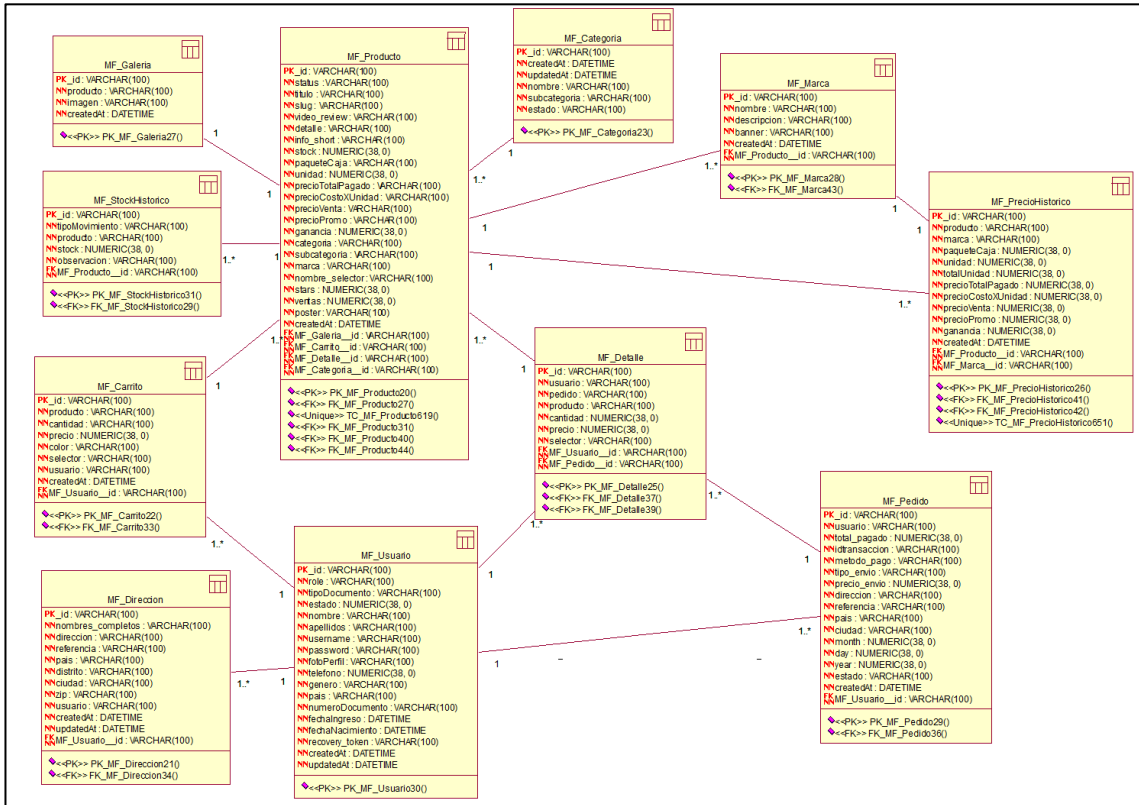 MF_Galeria
PK _id : VARCHAR(100)
NN producto : VARCHAR(100)
NN imagen : VARCHAR(100)
NN createdAt : DATETIME
<<PK>> PK_MF_Galeria27()
MF_Producto
PK _id : VARCHAR(100)
NN status : VARCHAR(100)
NN titulo : VARCHAR(100)
NN slug : VARCHAR(100)
NN video_review : VARCHAR(100)
NN detalle : VARCHAR(100)
NN info_short : VARCHAR(100)
NN stock : NUMERIC(38, 0)
NN paqueteCaja : VARCHAR(100)
NN unidad : NUMERIC(38, 0)
NN precioTotalPagado : VARCHAR(100)
NN precioCostoXUnidad : VARCHAR(100)
NN precioVenta : VARCHAR(100)
NN precioPromo : VARCHAR(100)
NN ganancia : NUMERIC(38, 0)
NN categoria : VARCHAR(100)
NN subcategoria : VARCHAR(100)
NN marca : VARCHAR(100)
NN nombre_selector : VARCHAR(100)
NN stars : NUMERIC(38, 0)
NN ventas : NUMERIC(38, 0)
NN poster : VARCHAR(100)
NN createdAt : DATETIME
FK NN MF_Galeria__id : VARCHAR(100)
FK NN MF_Carrito__id : VARCHAR(100)
FK NN MF_Detalle__id : VARCHAR(100)
FK NN MF_Categoria__id : VARCHAR(100)
<<PK>> PK_MF_Producto20()
<<FK>> FK_MF_Producto27()
<<Unique>> TC_MF_Producto619()
<<FK>> FK_MF_Producto31()
<<FK>> FK_MF_Producto40()
<<FK>> FK_MF_Producto44()
MF_Categoria
PK _id : VARCHAR(100)
NN createdAt : DATETIME
NN updatedAt : DATETIME
NN nombre : VARCHAR(100)
NN subcategoria : VARCHAR(100)
NN estado : VARCHAR(100)
<<PK>> PK_MF_Categoria23()
MF_Marca
PK _id : VARCHAR(100)
NN nombre : VARCHAR(100)
NN descripcion : VARCHAR(100)
NN banner : VARCHAR(100)
NN createdAt : DATETIME
FK NN MF_Producto__id : VARCHAR(100)
<<PK>> PK_MF_Marca28()
<<FK>> FK_MF_Marca43()
MF_StockHistorico
PK _id : VARCHAR(100)
NN tipoMovimiento : VARCHAR(100)
NN producto : VARCHAR(100)
NN stock : NUMERIC(38, 0)
NN observacion : VARCHAR(100)
FK NN MF_Producto__id : VARCHAR(100)
<<PK>> PK_MF_StockHistorico31()
<<FK>> FK_MF_StockHistorico29()
MF_PrecioHistorico
PK _id : VARCHAR(100)
NN producto : VARCHAR(100)
NN marca : VARCHAR(100)
NN paqueteCaja : NUMERIC(38, 0)
NN unidad : NUMERIC(38, 0)
NN totalUnidad : NUMERIC(38, 0)
NN precioTotalPagado : NUMERIC(38, 0)
NN precioCostoXUnidad : NUMERIC(38, 0)
NN precioVenta : NUMERIC(38, 0)
NN precioPromo : NUMERIC(38, 0)
NN ganancia : NUMERIC(38, 0)
NN createdAt : DATETIME
FK NN MF_Producto__id : VARCHAR(100)
FK NN MF_Marca__id : VARCHAR(100)
<<PK>> PK_MF_PrecioHistorico26()
<<FK>> FK_MF_PrecioHistorico41()
<<FK>> FK_MF_PrecioHistorico42()
<<Unique>> TC_MF_PrecioHistorico651()
MF_Carrito
PK _id : VARCHAR(100)
NN producto : VARCHAR(100)
NN cantidad : VARCHAR(100)
NN precio : NUMERIC(38, 0)
NN color : VARCHAR(100)
NN selector : VARCHAR(100)
NN usuario : VARCHAR(100)
NN createdAt : DATETIME
FK NN MF_Usuario__id : VARCHAR(100)
<<PK>> PK_MF_Carrito22()
<<FK>> FK_MF_Carrito33()
MF_Detalle
PK _id : VARCHAR(100)
NN usuario : VARCHAR(100)
NN pedido : VARCHAR(100)
NN producto : VARCHAR(100)
NN cantidad : NUMERIC(38, 0)
NN precio : NUMERIC(38, 0)
NN selector : VARCHAR(100)
FK NN MF_Usuario__id : VARCHAR(100)
FK NN MF_Pedido__id : VARCHAR(100)
<<PK>> PK_MF_Detalle25()
<<FK>> FK_MF_Detalle37()
<<FK>> FK_MF_Detalle39()
MF_Pedido
PK _id : VARCHAR(100)
NN usuario : VARCHAR(100)
NN total_pagado : NUMERIC(38, 0)
NN idtransaccion : VARCHAR(100)
NN metodo_pago : VARCHAR(100)
NN tipo_envio : VARCHAR(100)
NN precio_envio : NUMERIC(38, 0)
NN direccion : VARCHAR(100)
NN referencia : VARCHAR(100)
NN pais : VARCHAR(100)
NN ciudad : VARCHAR(100)
NN month : NUMERIC(38, 0)
NN day : NUMERIC(38, 0)
NN year : NUMERIC(38, 0)
NN estado : VARCHAR(100)
NN createdAt : DATETIME
FK NN MF_Usuario__id : VARCHAR(100)
<<PK>> PK_MF_Pedido29()
<<FK>> FK_MF_Pedido36()
MF_Direccion
PK _id : VARCHAR(100)
NN nombres_completos : VARCHAR(100)
NN direccion : VARCHAR(100)
NN referencia : VARCHAR(100)
NN pais : VARCHAR(100)
NN distrito : VARCHAR(100)
NN ciudad : VARCHAR(100)
NN zip : VARCHAR(100)
NN usuario : VARCHAR(100)
NN createdAt : DATETIME
NN updatedAt : DATETIME
FK NN MF_Usuario__id : VARCHAR(100)
<<PK>> PK_MF_Direccion21()
<<FK>> FK_MF_Direccion34()
MF_Usuario
PK _id : VARCHAR(100)
NN role : VARCHAR(100)
NN tipoDocumento : VARCHAR(100)
NN estado : NUMERIC(38, 0)
NN nombre : VARCHAR(100)
NN apellidos : VARCHAR(100)
NN username : VARCHAR(100)
NN password : VARCHAR(100)
NN fotoPerfil : VARCHAR(100)
NN telefono : NUMERIC(38, 0)
NN genero : VARCHAR(100)
NN pais : VARCHAR(100)
NN numeroDocumento : VARCHAR(100)
NN fechaIngreso : DATETIME
NN fechaNacimiento : DATETIME
NN recovery_token : VARCHAR(100)
NN createdAt : DATETIME
NN updatedAt : DATETIME
<<PK>> PK_MF_Usuario30()
1
1
1
1..*
1
1..*
1
1
1..*
1
1..*
1
1..*
1
1..*
1
1..*
1
1..*
1
1..*
1
1..*
1
1..*
1